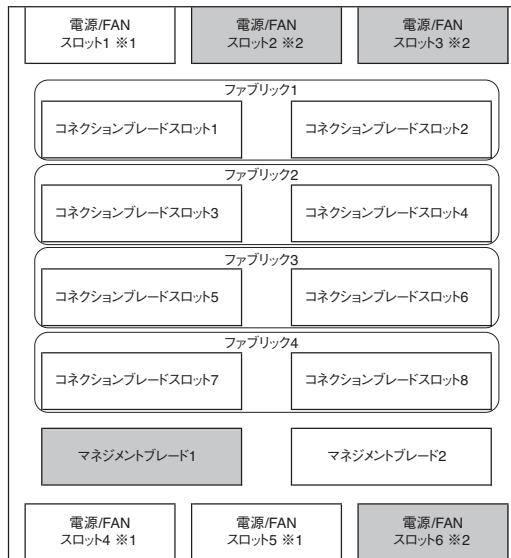 電源/FAN
スロット1 ※1
電源/FAN
スロット2 ※2
電源/FAN
スロット3 ※2
ファブリック1
コネクションブレードスロット1
コネクションブレードスロット2
ファブリック2
コネクションブレードスロット3
コネクションブレードスロット4
ファブリック3
コネクションブレードスロット5
コネクションブレードスロット6
ファブリック4
コネクションブレードスロット7
コネクションブレードスロット8
マネジメントブレード1
マネジメントブレード2
電源/FAN
スロット4 ※1
電源/FAN
スロット5 ※1
電源/FAN
スロット6 ※2